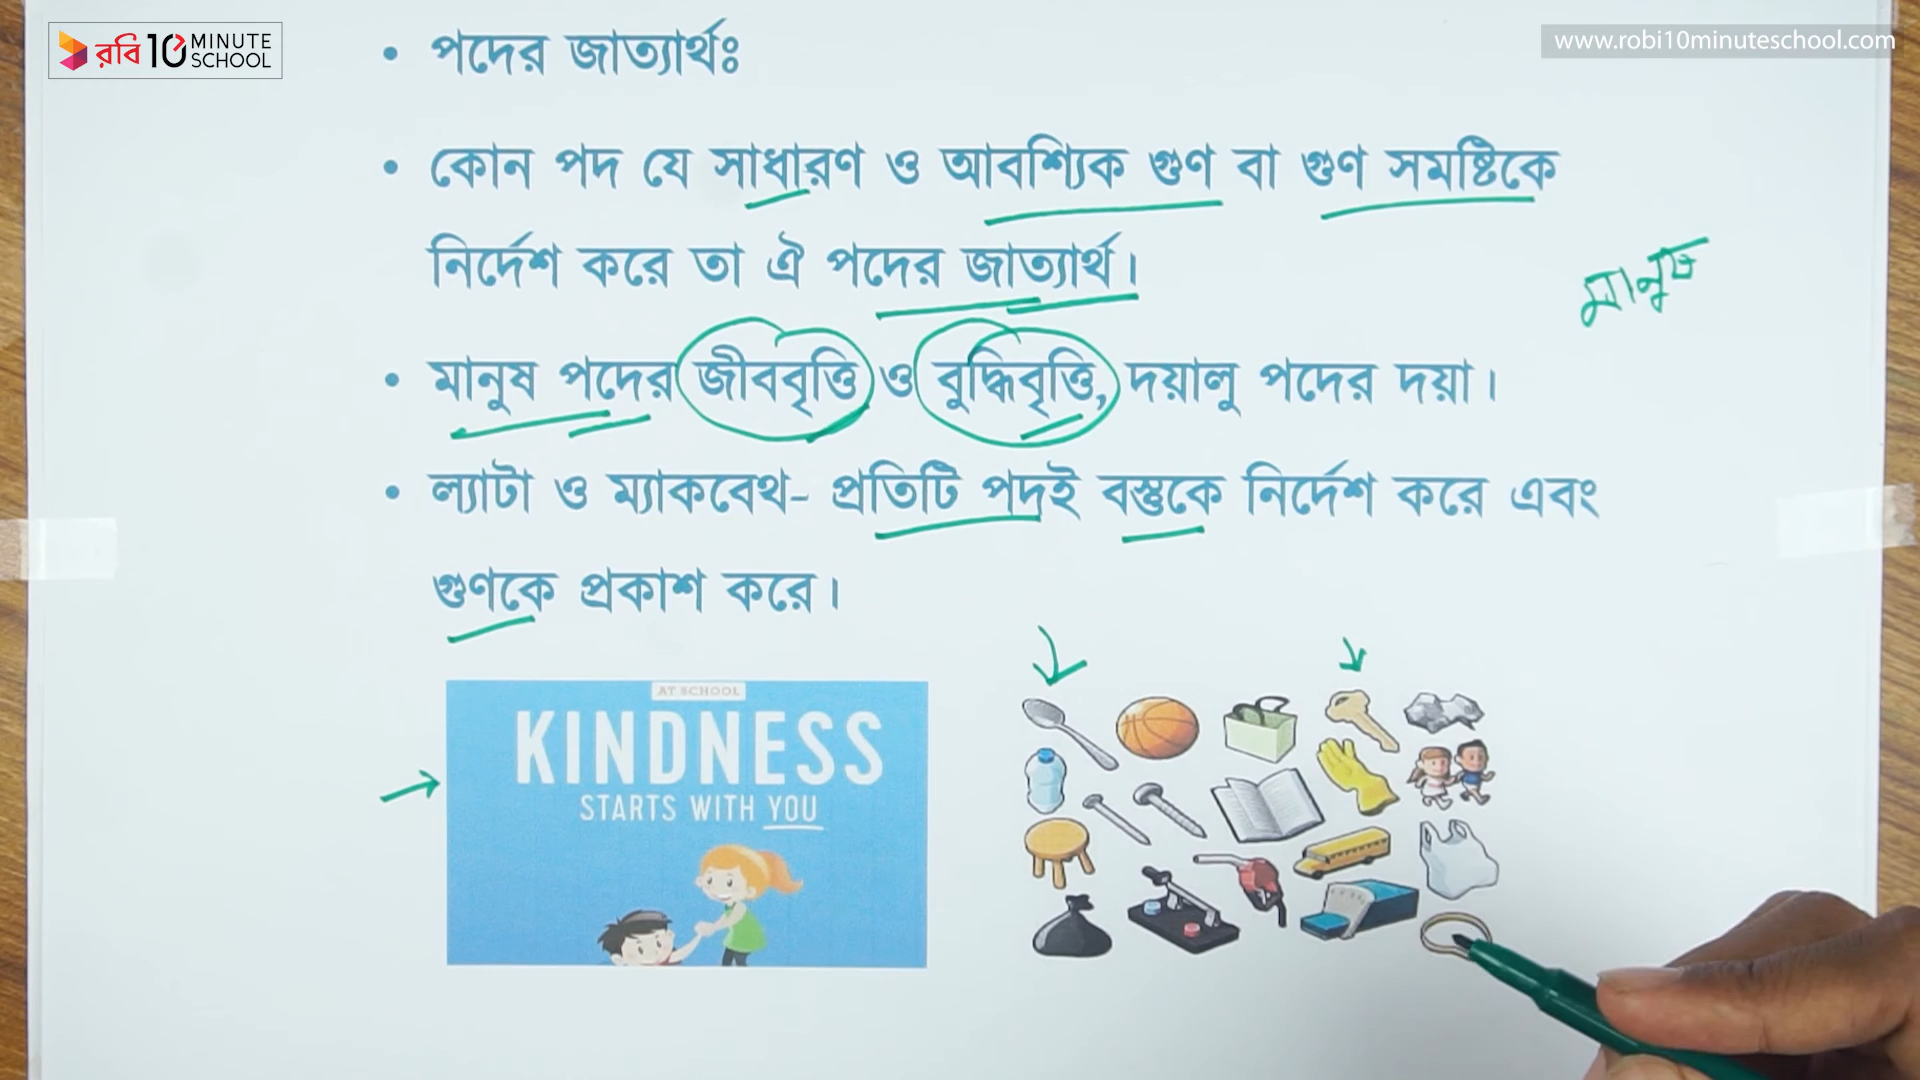 রবি 10 MINUTE SCHOOL
www.robi10minuteschool.com
• পদের জাত্যার্থঃ
• কোন পদ যে সাধারণ ও আবশ্যিক গুণ বা গুণ সমষ্টিকে
নির্দেশ করে তা ঐ পদের জাত্যার্থ।
মানুষ
• মানুষ পদের জীববৃত্তি ও বুদ্ধিবৃত্তি, দয়ালু পদের দয়া।
• ল্যাটা ও ম্যাকবেথ- প্রতিটি পদই বস্তুকে নির্দেশ করে এবং
গুণকে প্রকাশ করে।
AT SCHOOL
KINDNESS
STARTS WITH YOU